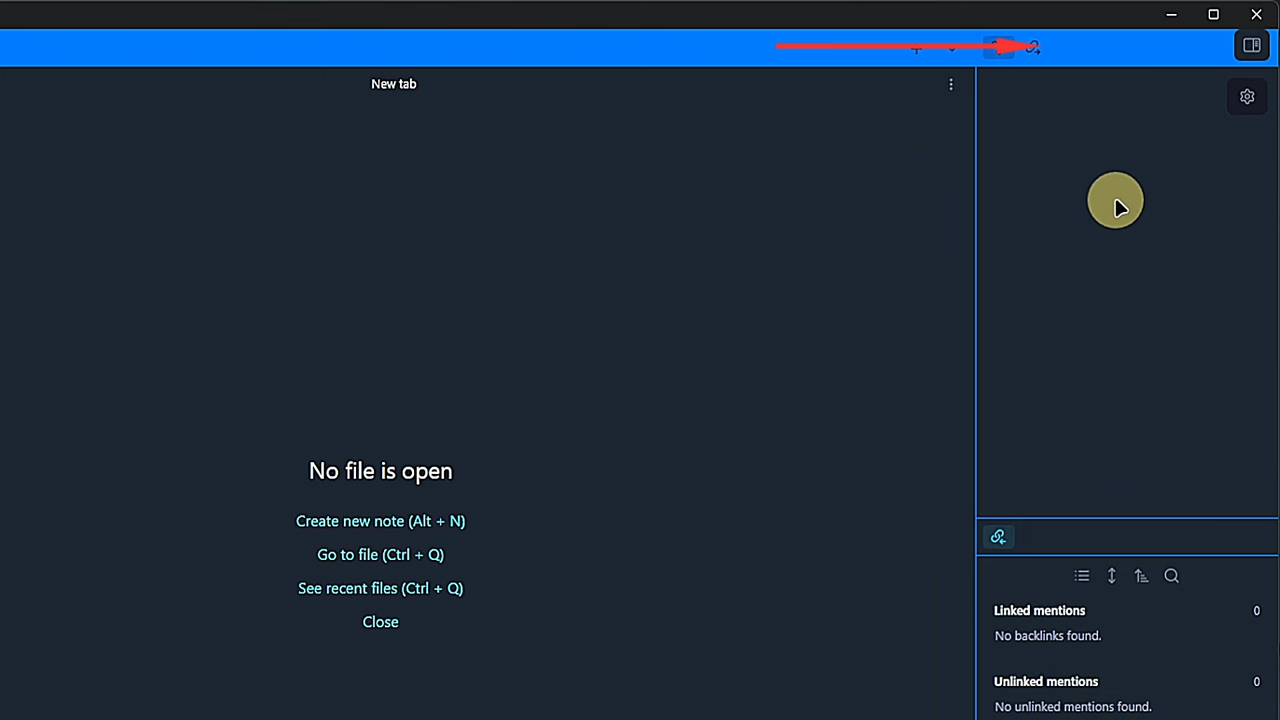 New tab
No file is open
Create new note (Alt + N)
Go to file (Ctrl + Q)
See recent files (Ctrl + Q)
Close
Linked mentions 0
No backlinks found.
Unlinked mentions 0
No unlinked mentions found.